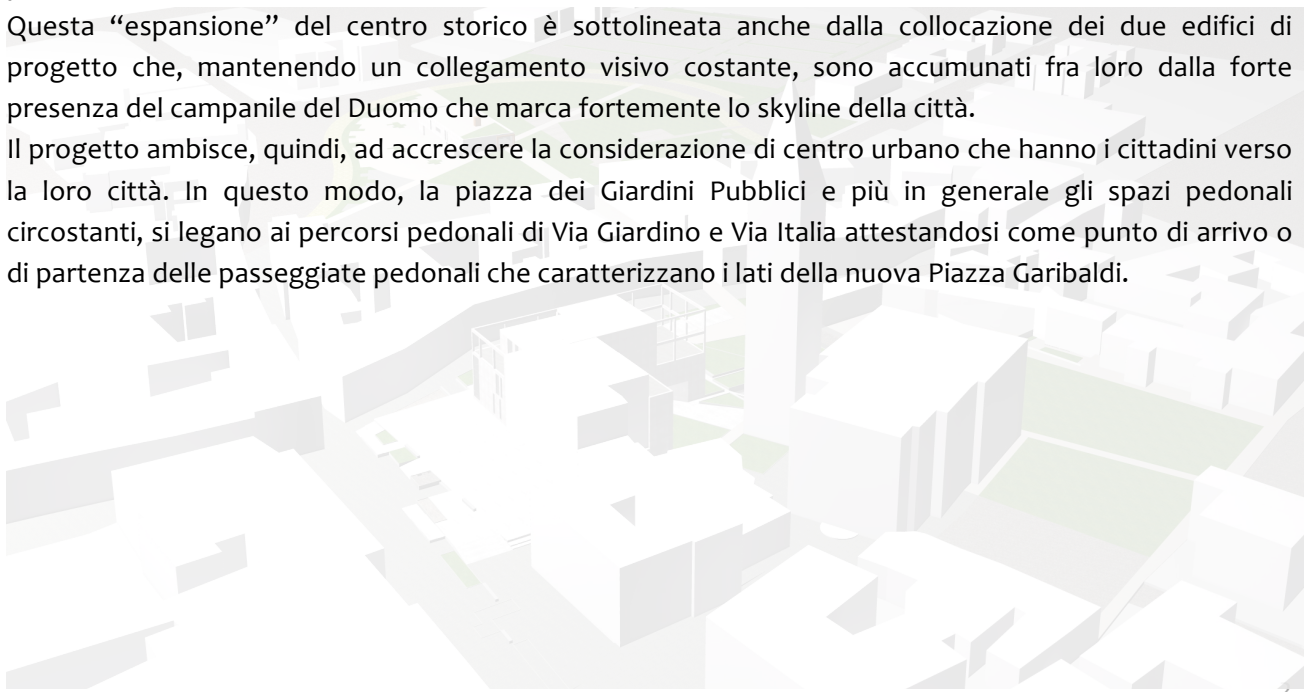 Questa “espansione” del centro storico è sottolineata anche dalla collocazione dei due edifici di
progetto che, mantenendo un collegamento visivo costante, sono accumunati fra loro dalla forte
presenza del campanile del Duomo che marca fortemente lo skyline della città.
Il progetto ambisce, quindi, ad accrescere la considerazione di centro urbano che hanno i cittadini verso
la loro città. In questo modo, la piazza dei Giardini Pubblici e più in generale gli spazi pedonali
circostanti, si legano ai percorsi pedonali di Via Giardino e Via Italia attestandosi come punto di arrivo o
di partenza delle passeggiate pedonali che caratterizzano i lati della nuova Piazza Garibaldi.